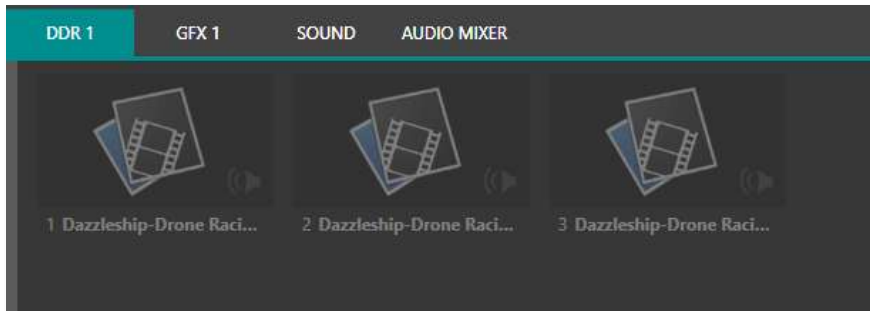 DDR 1 GFX 1 SOUND AUDIO MIXER
1 Dazzleship-Drone Raci... 2 Dazzleship-Drone Raci... 3 Dazzleship-Drone Raci...